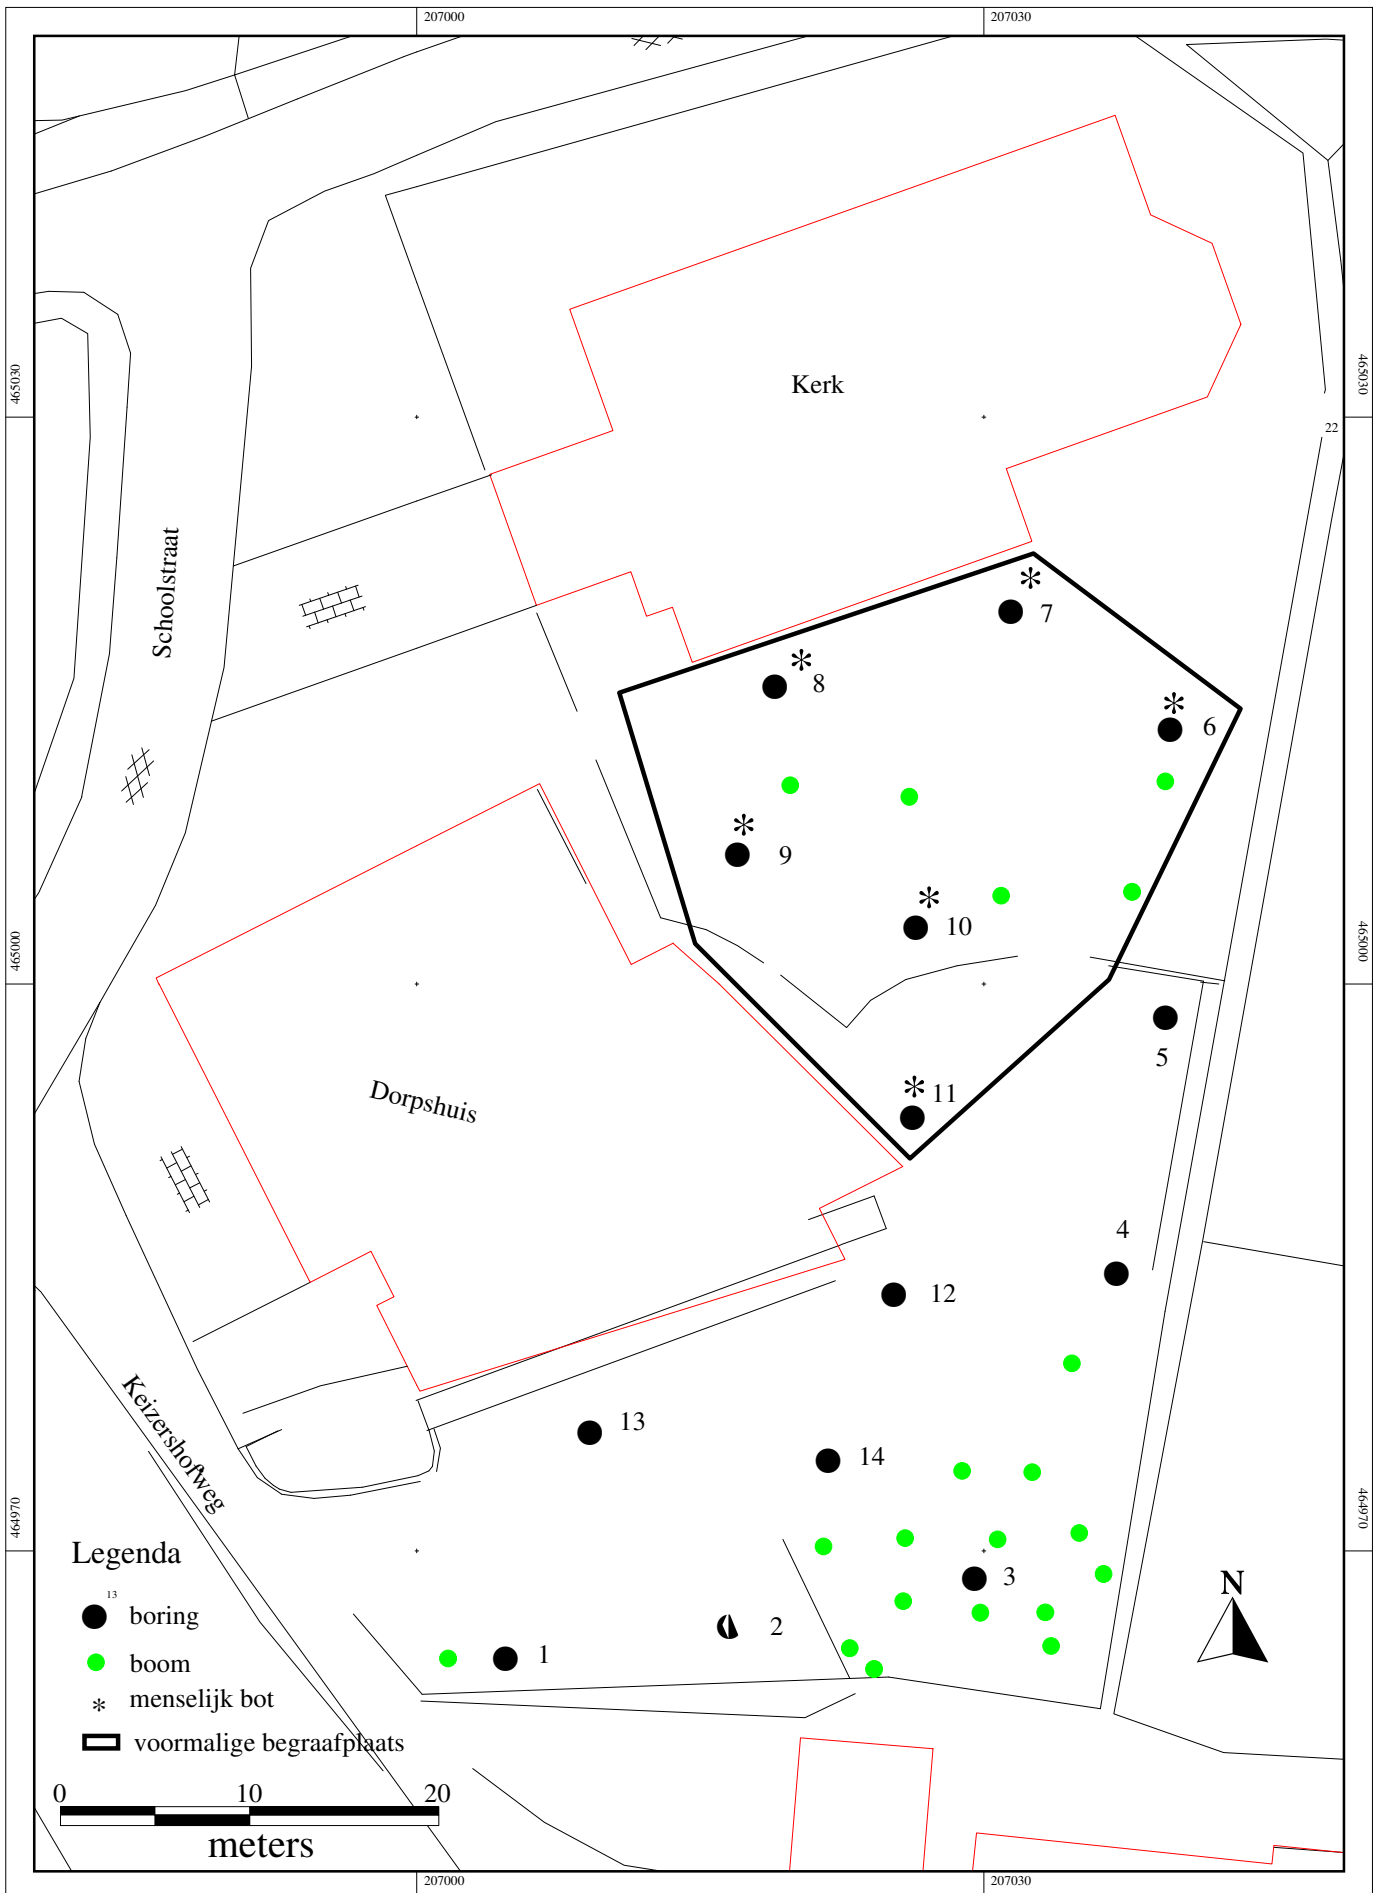 207000
207030
Kerk
465030
465030
22
Schoolstraat
*
7
*
8
*
6
*
9
*
10
465000
465000
5
*
11
Dorpshuis
4
12
Keizershofweg
13
14
464970
464970
Legenda
13
boring
boom
* menselijk bot
voormalige begraafplaats
3
2
1
N
0 10 20
meters
207000
207030